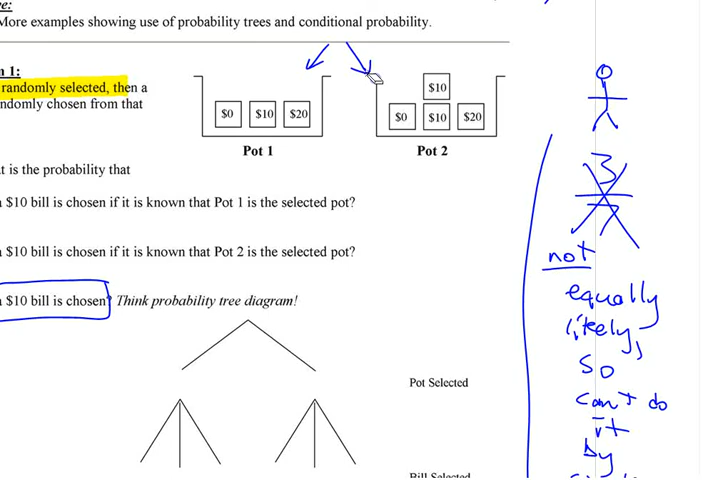 e:
More examples showing use of probability trees and conditional probability.
n 1:
randomly selected, then a
ndomly chosen from that
$0 $10 $20
Pot 1
$10
$0 $10 $20
Pot 2
t is the probability that
$10 bill is chosen if it is known that Pot 1 is the selected pot?
$10 bill is chosen if it is known that Pot 2 is the selected pot?
$10 bill is chosen? Think probability tree diagram!
Pot Selected
Bill Selected
not
equally
likely,
so
can't do
it
by